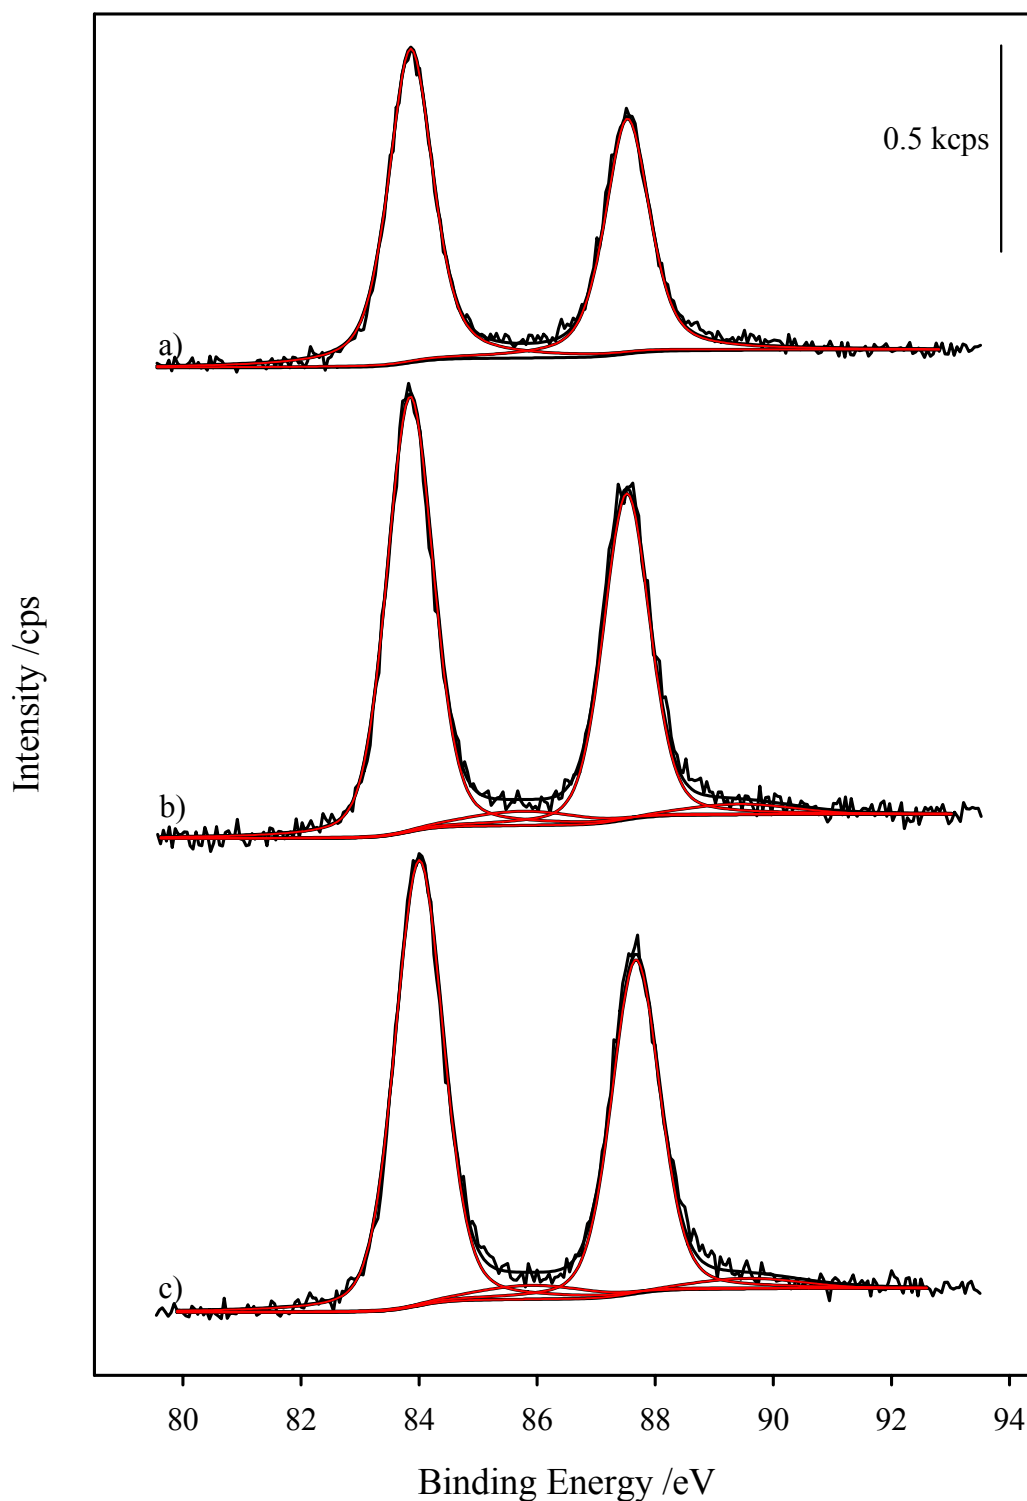 0.5 kcps
a)
b)
c)
Intensity /cps
80 82 84 86 88 90 92 94
Binding Energy /eV